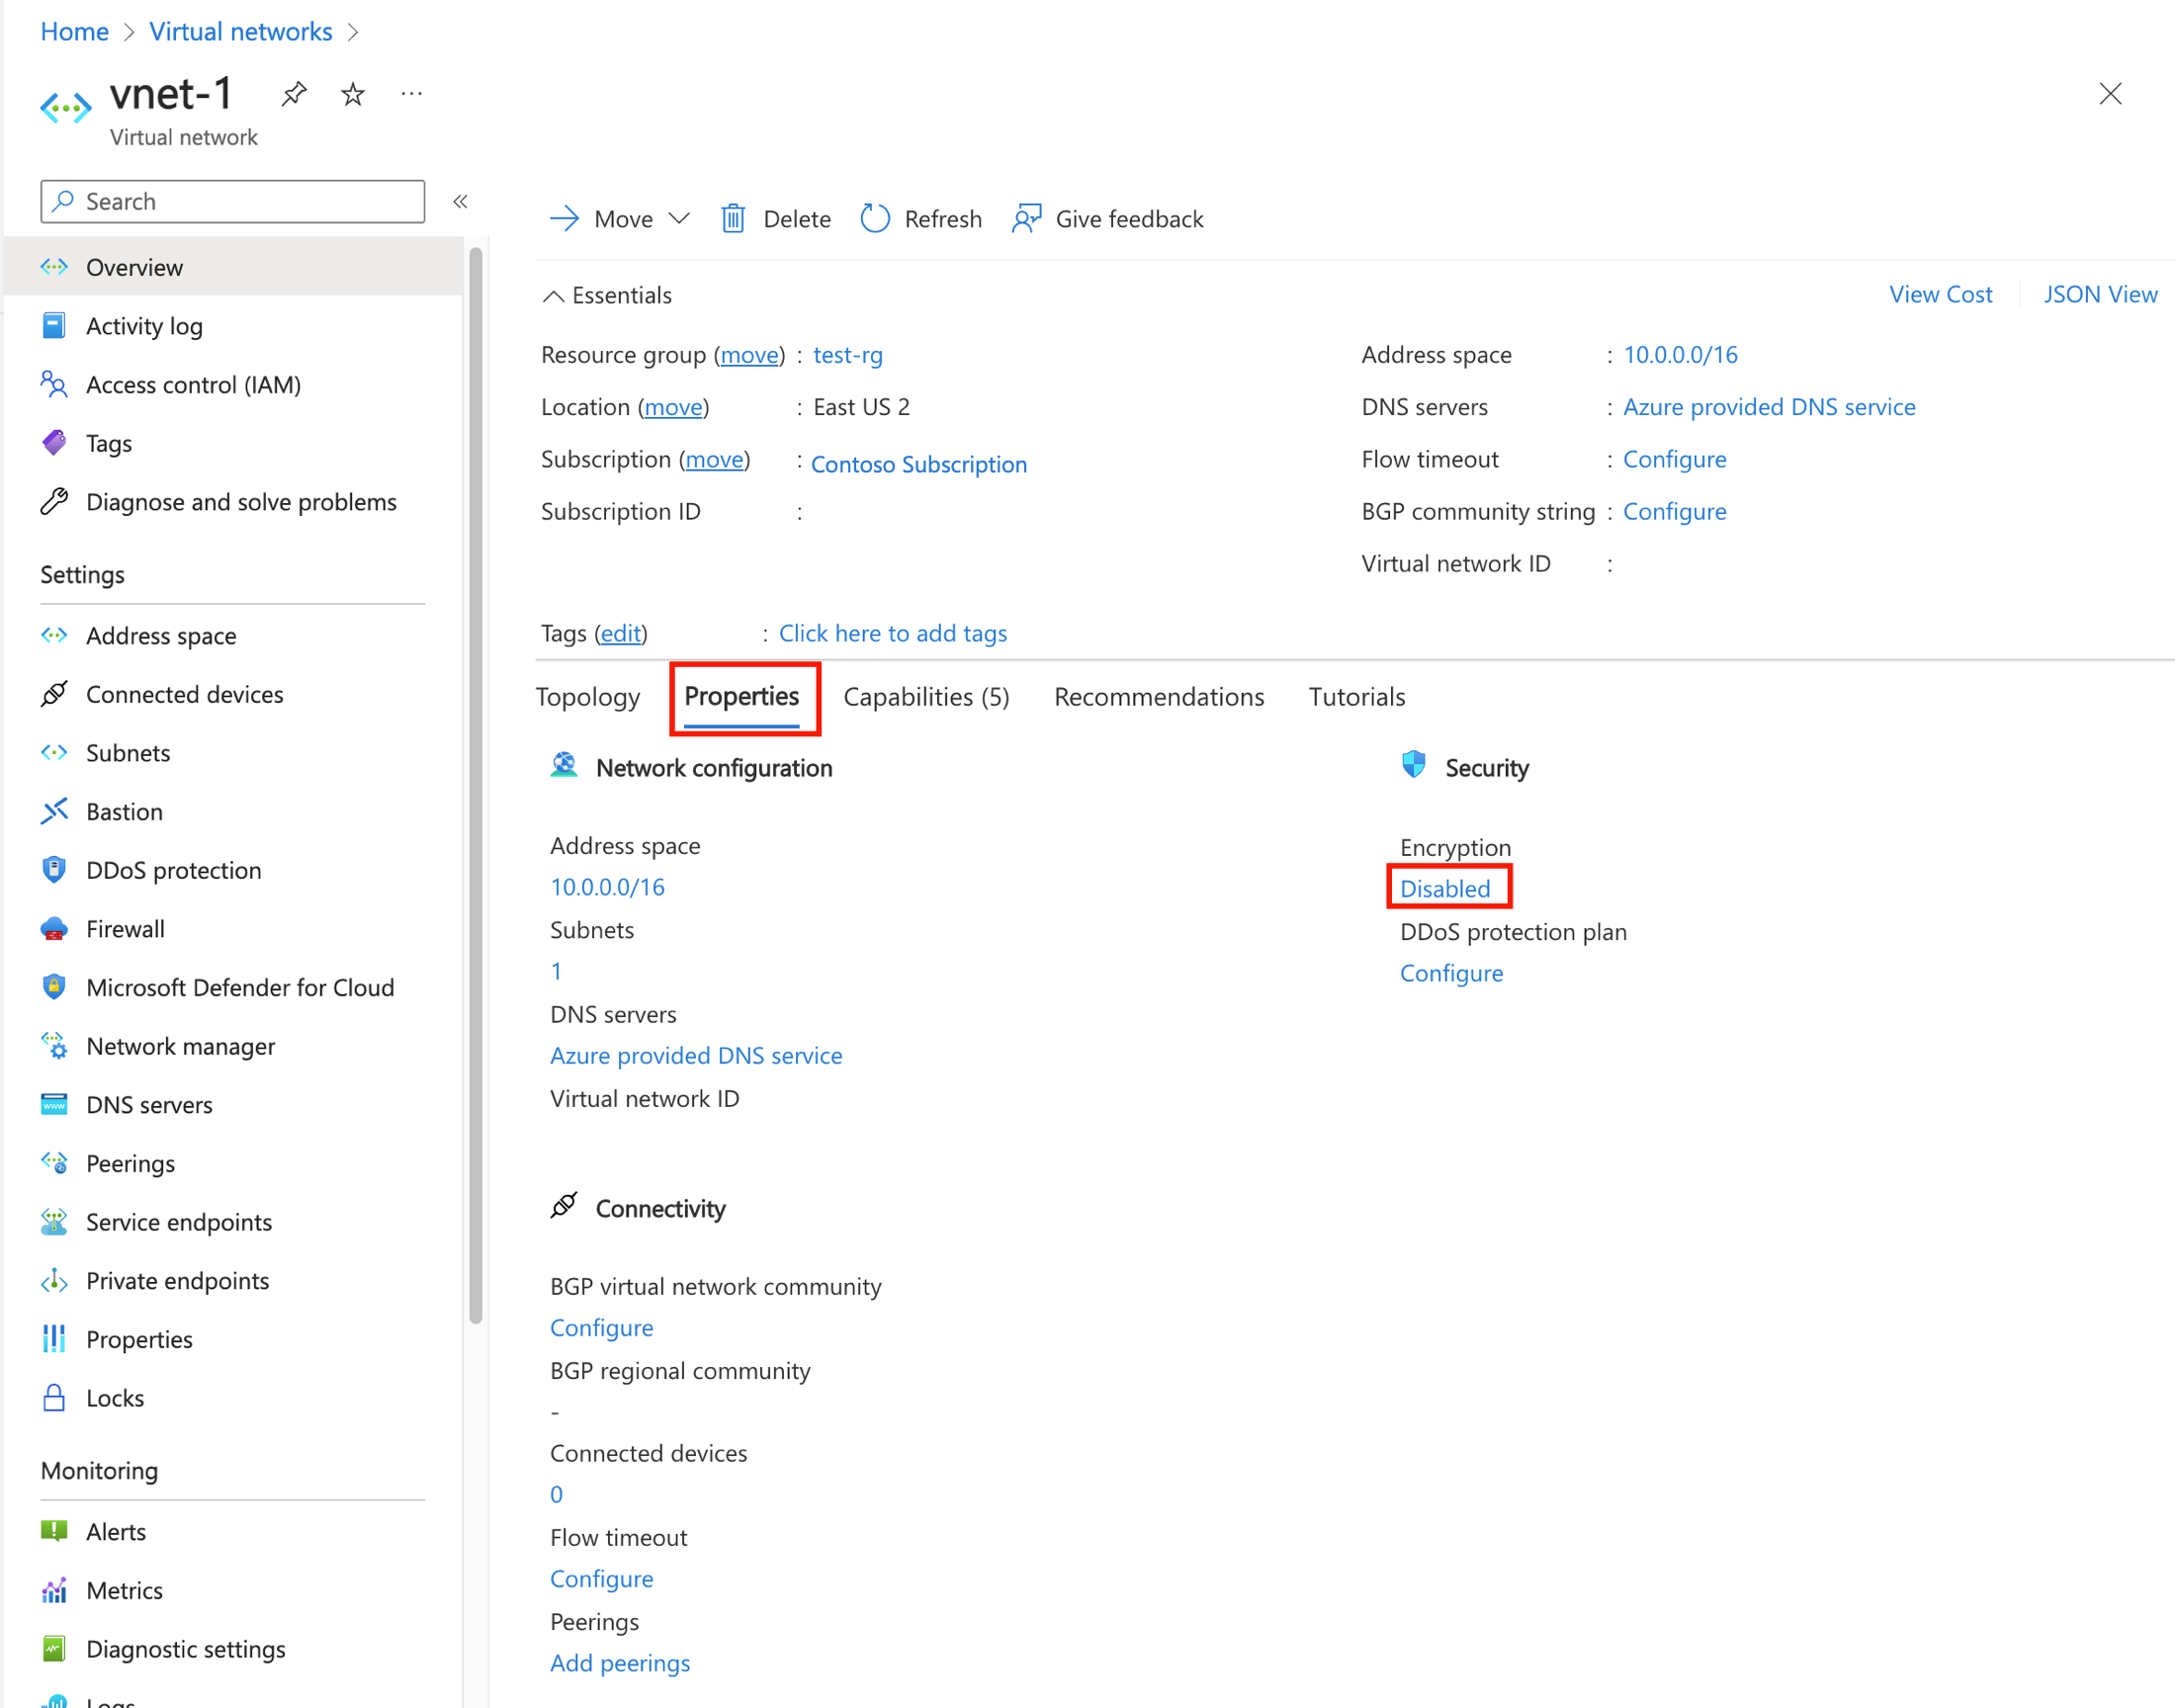 Home > Virtual networks >
vnet-1
Virtual network
Search
Overview
Activity log
Access control (IAM)
Tags
Diagnose and solve problems
Settings
Address space
Connected devices
Subnets
Bastion
DDoS protection
Firewall
Microsoft Defender for Cloud
Network manager
DNS servers
Peerings
Service endpoints
Private endpoints
Properties
Locks
Monitoring
Alerts
Metrics
Diagnostic settings
Logs
Move Delete Refresh Give feedback
Essentials
View Cost JSON View
Resource group (move) : test-rg
Location (move) : East US 2
Subscription (move) : Contoso Subscription
Subscription ID :
Address space : 10.0.0.0/16
DNS servers : Azure provided DNS service
Flow timeout : Configure
BGP community string : Configure
Virtual network ID :
Tags (edit) : Click here to add tags
Topology Properties Capabilities (5) Recommendations Tutorials
Network configuration
Address space
10.0.0.0/16
Subnets
1
DNS servers
Azure provided DNS service
Virtual network ID
Connectivity
BGP virtual network community
Configure
BGP regional community
-
Connected devices
0
Flow timeout
Configure
Peerings
Add peerings
Security
Encryption
Disabled
DDoS protection plan
Configure